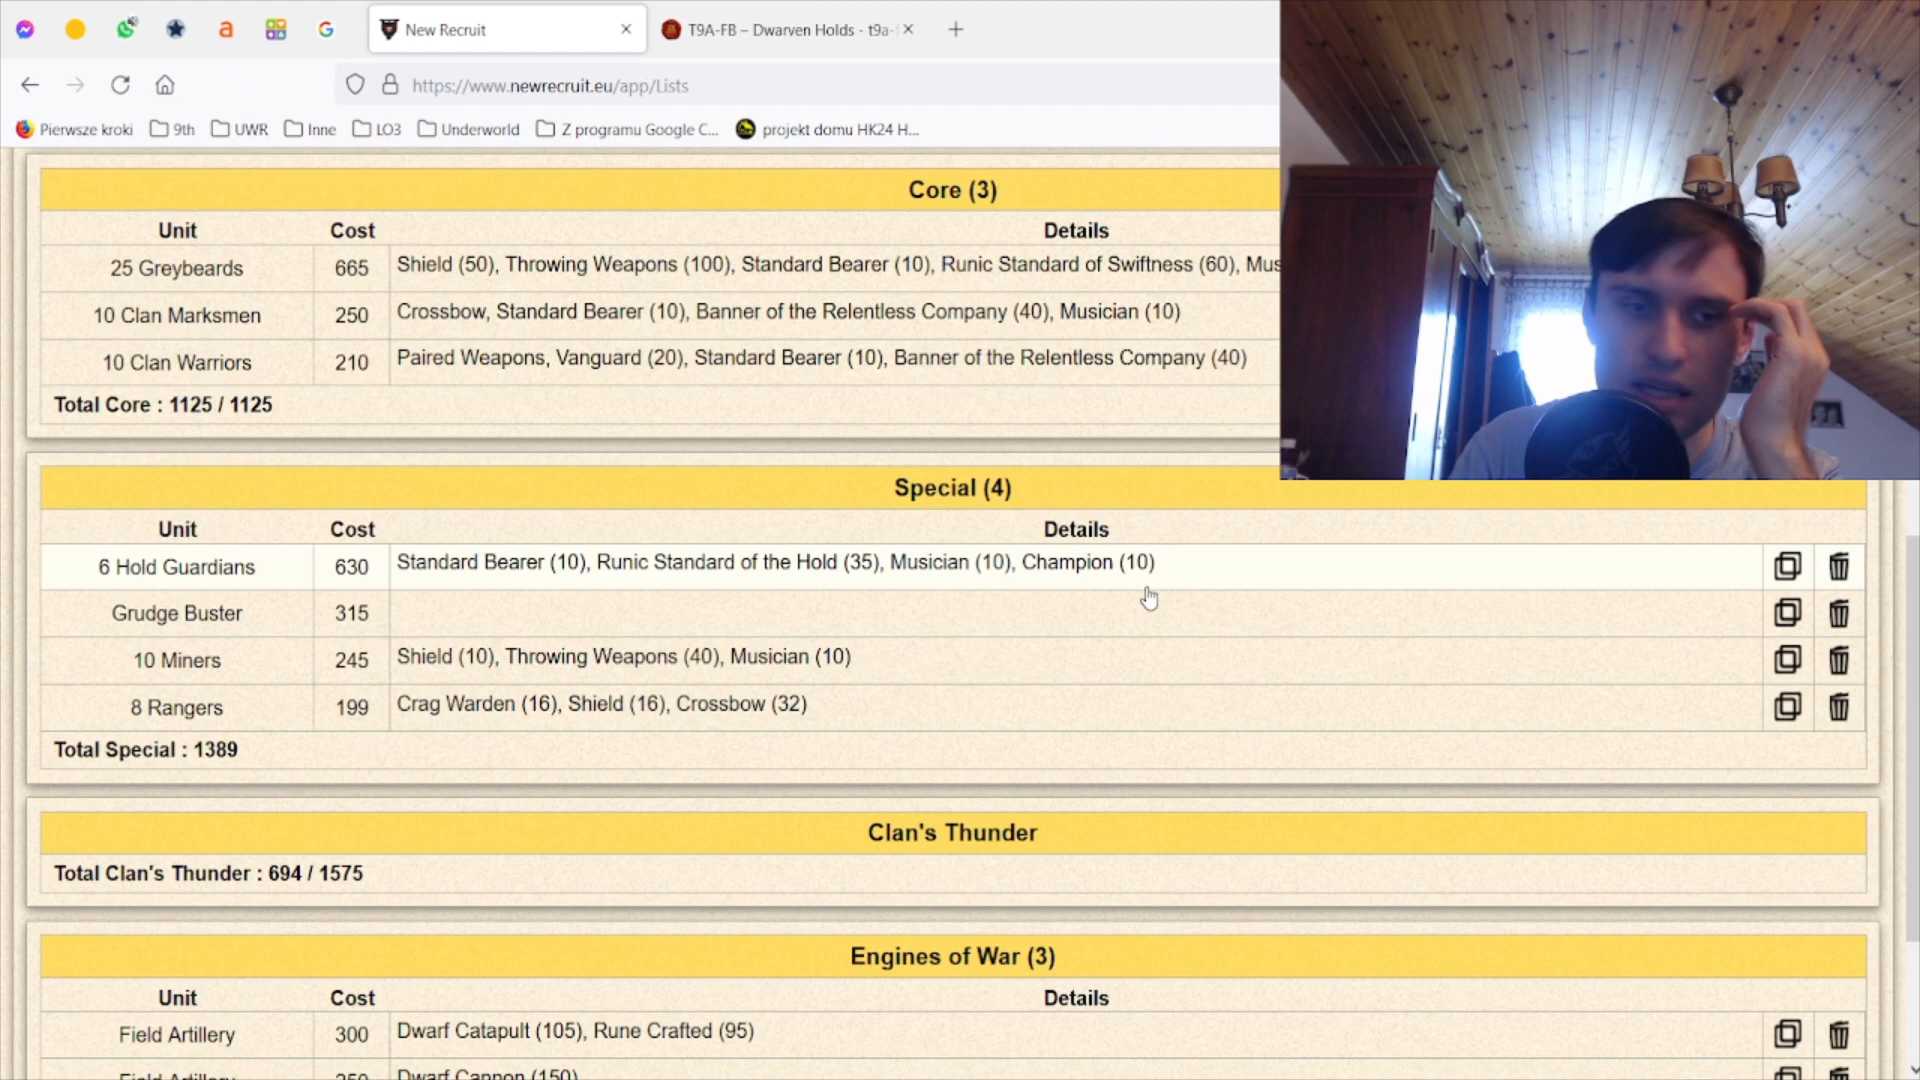 New Recruit
T9A-FB – Dwarven Holds - t9a-
https://www.newrecruit.eu/app/Lists
Pierwsze kroki 9th UWR Inne LO3 Underworld Z programu Google C... projekt domu HK24 H...
Core (3)
Unit Cost Details
25 Greybeards 665 Shield (50), Throwing Weapons (100), Standard Bearer (10), Runic Standard of Swiftness (60), Mus
10 Clan Marksmen 250 Crossbow, Standard Bearer (10), Banner of the Relentless Company (40), Musician (10)
10 Clan Warriors 210 Paired Weapons, Vanguard (20), Standard Bearer (10), Banner of the Relentless Company (40)
Total Core : 1125 / 1125
Special (4)
Unit Cost Details
6 Hold Guardians 630 Standard Bearer (10), Runic Standard of the Hold (35), Musician (10), Champion (10)
Grudge Buster 315
10 Miners 245 Shield (10), Throwing Weapons (40), Musician (10)
8 Rangers 199 Crag Warden (16), Shield (16), Crossbow (32)
Total Special : 1389
Clan's Thunder
Total Clan's Thunder : 694 / 1575
Engines of War (3)
Unit Cost Details
Field Artillery 300 Dwarf Catapult (105), Rune Crafted (95)
Field Artillery Dwarf Cannon (150)